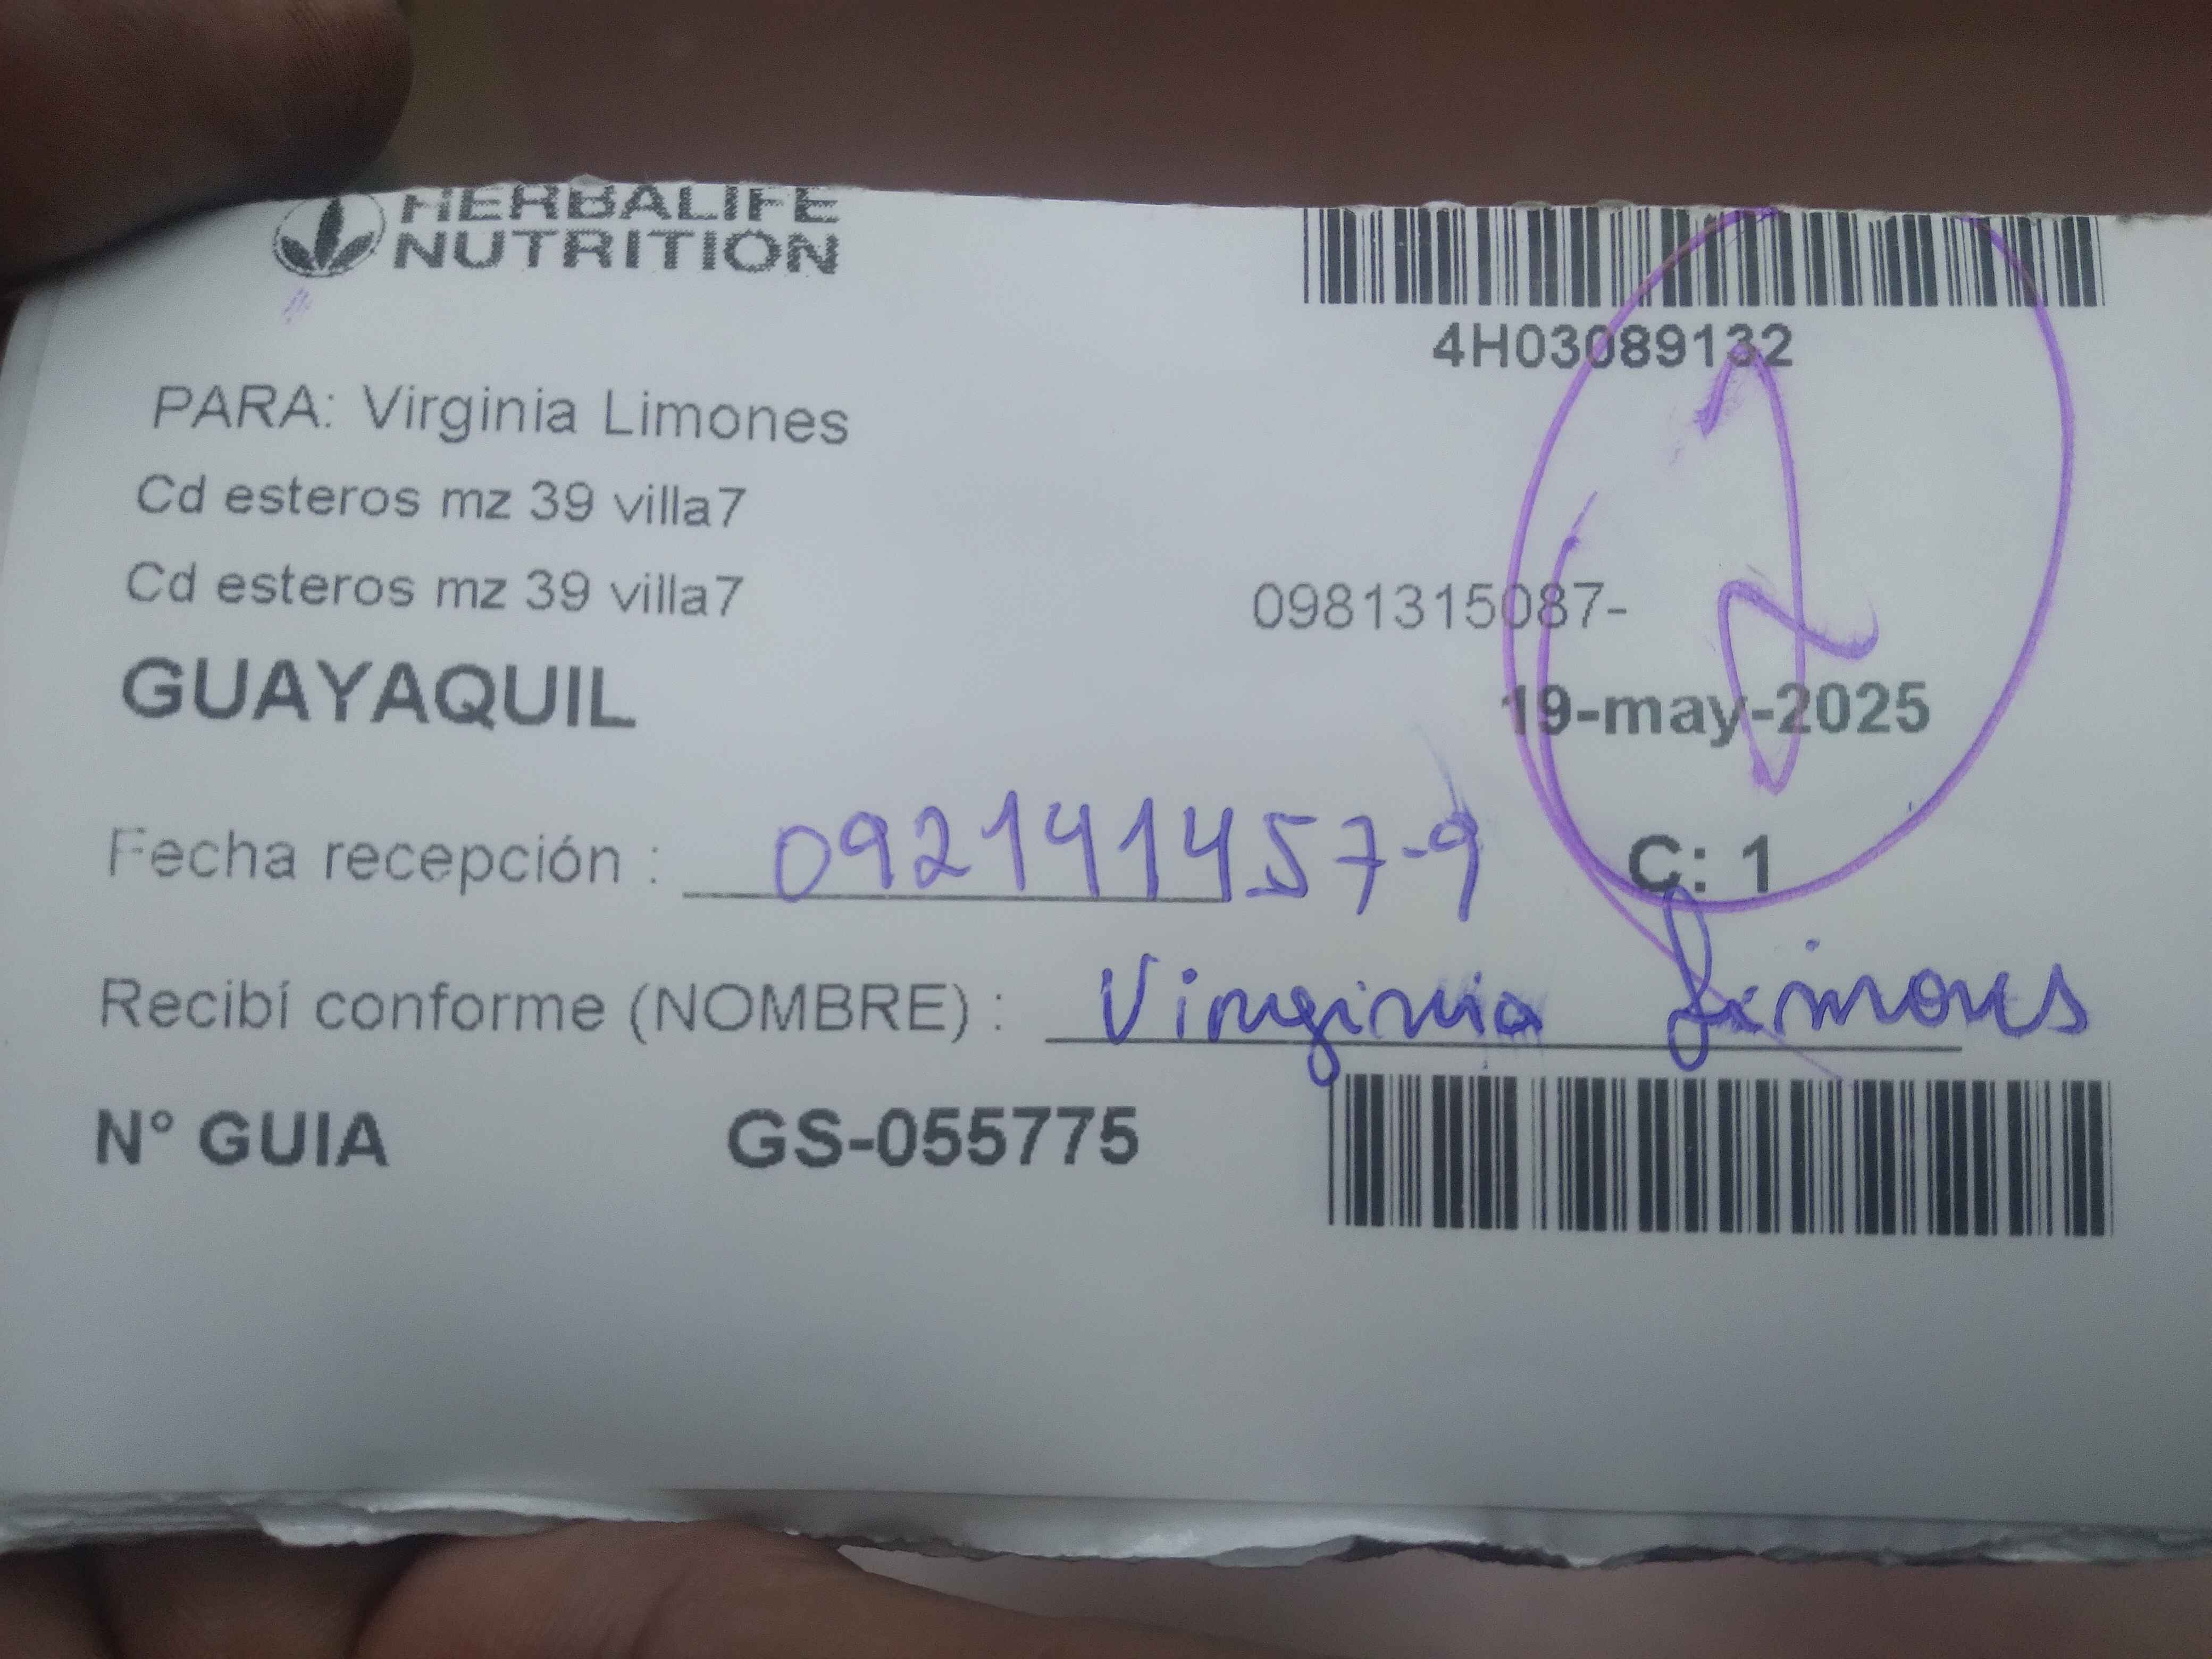 HERBALIFE
NUTRITION
4H03089132
PARA: Virginia Limones
Cd esteros mz 39 villa7
Cd esteros mz 39 villa7
0981315087-
GUAYAQUIL
19-may-2025
Fecha recepción : 092141457-9
C: 1
Recibí conforme (NOMBRE) : Virginia Limones
N° GUIA GS-055775